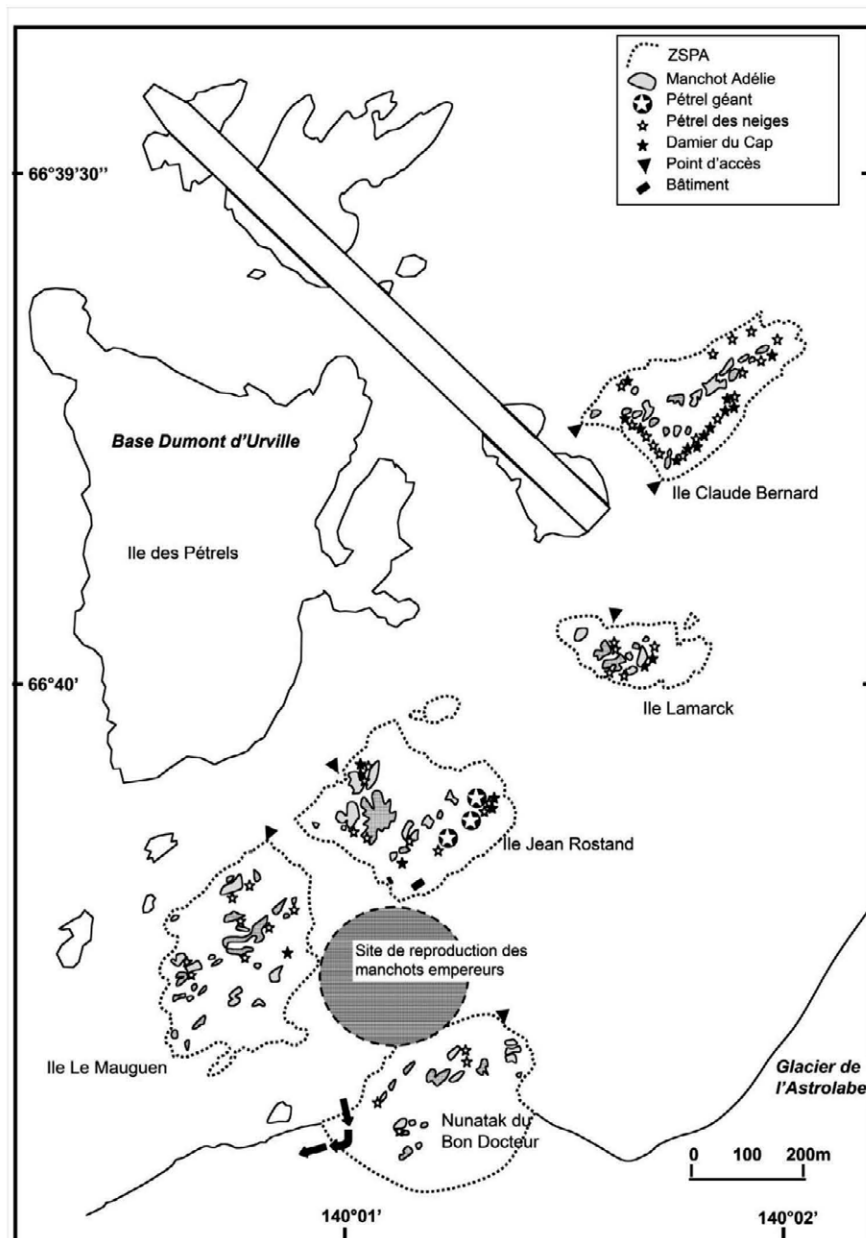 ZSPA
Manchot Adélie
Pétrel géant
Pétrel des neiges
Damier du Cap
Point d'accès
Bâtiment
66°39'30''
Base Dumont d'Urville
Ile Claude Bernard
Ile des Pétrels
66°40'
Ile Lamarck
Ile Jean Rostand
Site de reproduction des
manchots empereurs
Ile Le Mauguen
Glacier de
l'Astrolabe
Nunatak du
Bon Docteur
0 100 200m
140°01' 140°02'